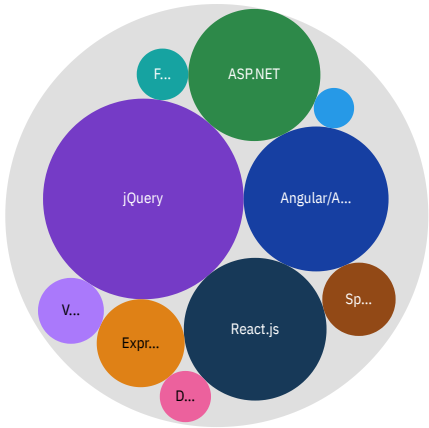 F...
ASP.NET
jQuery
Angular/A...
Sp...
V...
React.js
Expr...
D...